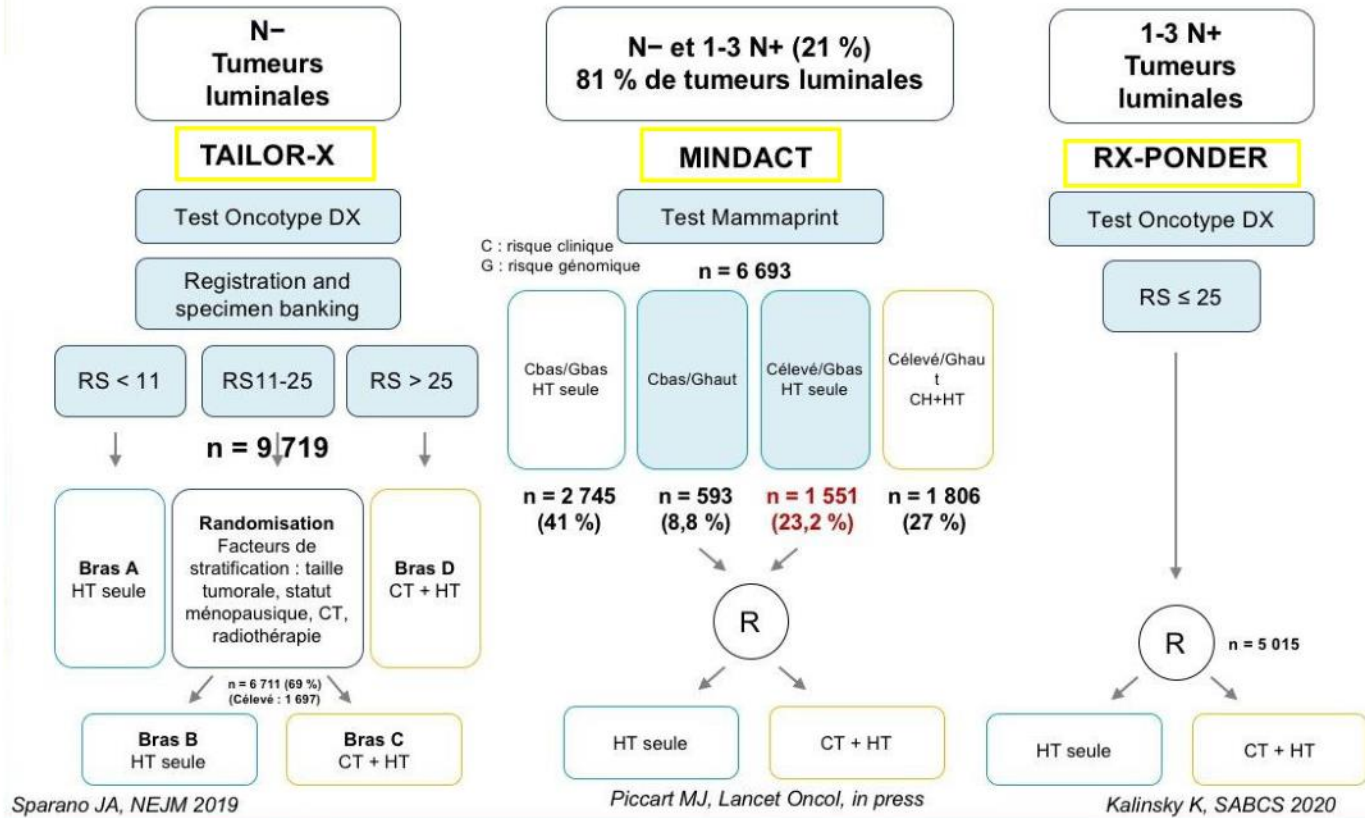 N−
Tumeurs
luminales
TAILOR-X
Test Oncotype DX
Registration and
specimen banking
RS < 11
RS11-25
RS > 25
n = 9 719
Bras A
HT seule
Randomisation
Facteurs de
stratification : taille
tumorale, statut
ménopausique, CT,
radiothérapie
Bras D
CT + HT
n = 6 711 (69 %)
(Célevé : 1 697)
Bras B
HT seule
Bras C
CT + HT
Sparano JA, NEJM 2019
N− et 1-3 N+ (21 %)
81 % de tumeurs luminales
MINDACT
Test Mammaprint
C : risque clinique
G : risque génomique
n = 6 693
Cbas/Gbas
HT seule
Cbas/Ghaut
Célevé/Gbas
HT seule
Célevé/Ghau
t
CH+HT
n = 2 745
(41 %)
n = 593
(8,8 %)
n = 1 551
(23,2 %)
n = 1 806
(27 %)
R
HT seule
CT + HT
Piccart MJ, Lancet Oncol, in press
1-3 N+
Tumeurs
luminales
RX-PONDER
Test Oncotype DX
RS ≤ 25
R
n = 5 015
HT seule
CT + HT
Kalinsky K, SABCS 2020